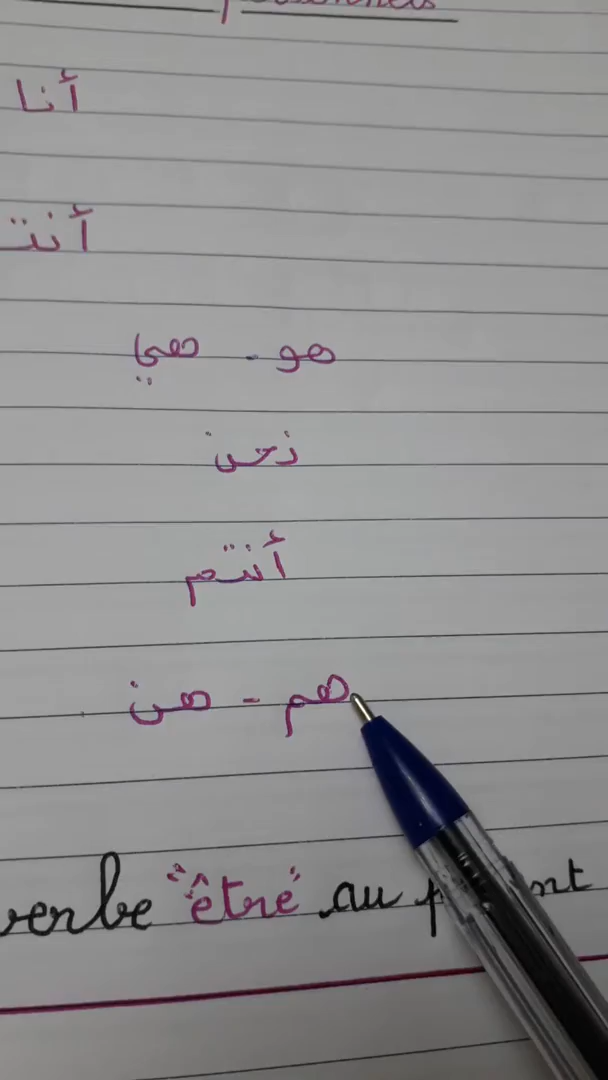 أنا
أنت
هو - هي
نحن
أنتم
هم - هن
verbe "être" au